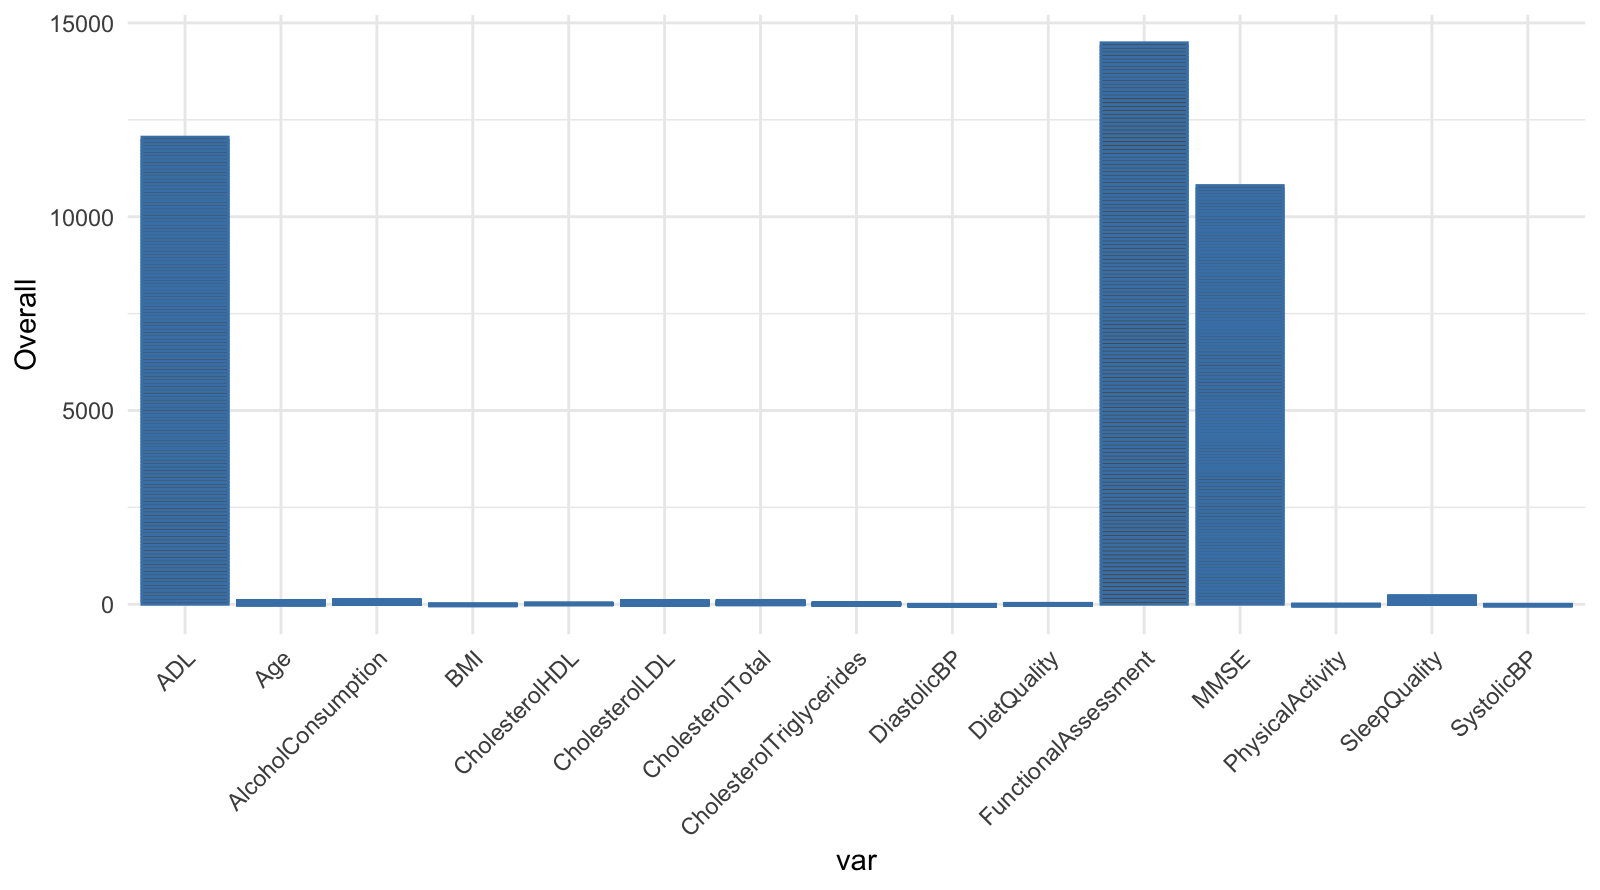 15000
10000
5000
0
Overall
ADL
Age
AlcoholConsumption
BMI
CholesterolHDL
CholesterolLDL
CholesterolTotal
CholesterolTriglycerides
DiastolicBP
DietQuality
FunctionalAssessment
MMSE
PhysicalActivity
SleepQuality
SystolicBP
var